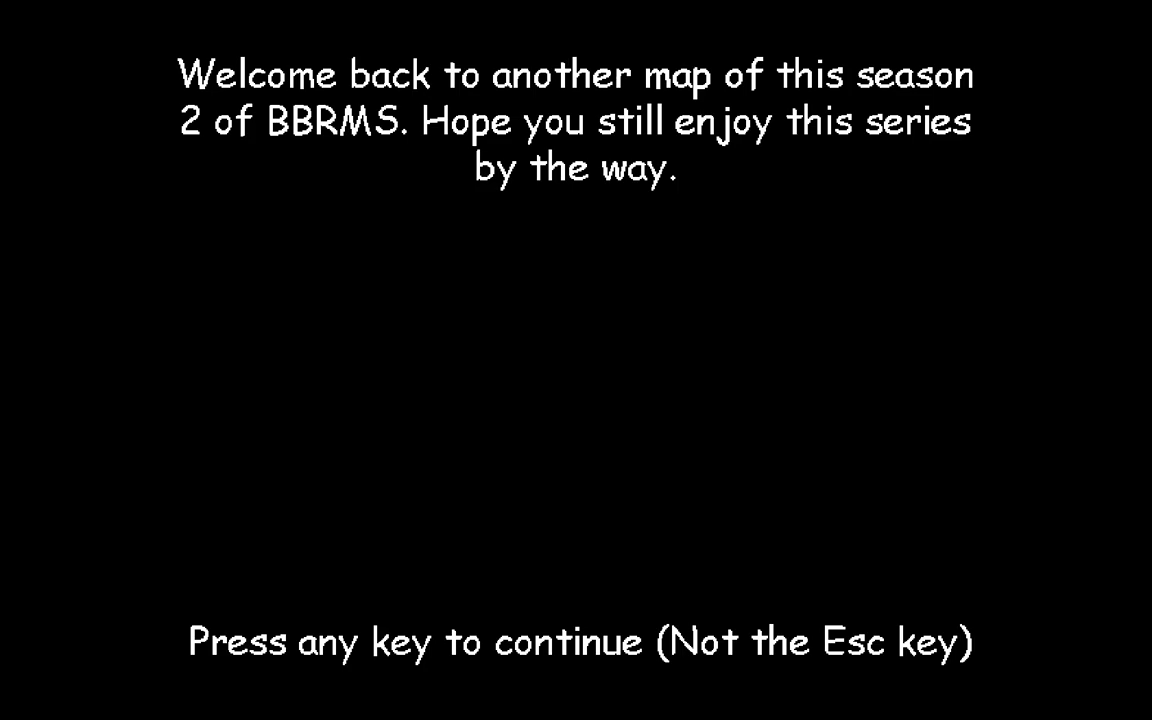 Welcome back to another map of this season
2 of BBRMS. Hope you still enjoy this series
by the way.
Press any key to continue (Not the Esc key)